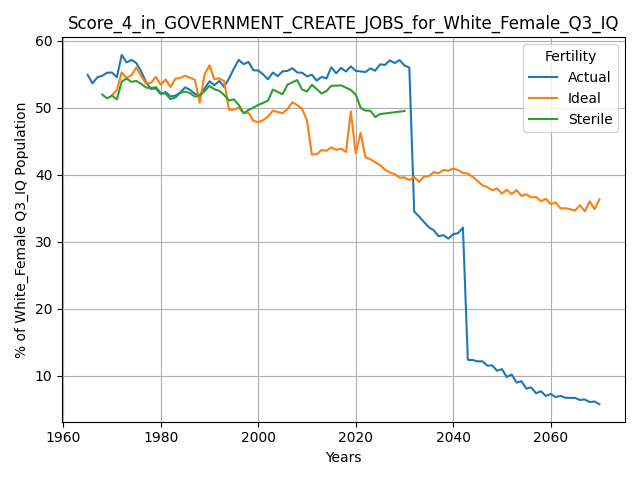 Score_4_in_GOVERNMENT_CREATE_JOBS_for_White_Female_Q3_IQ
60
50
40
30
20
10
% of White_Female Q3_IQ Population
Fertility
Actual
Ideal
Sterile
1960
1980
2000
2020
2040
2060
Years